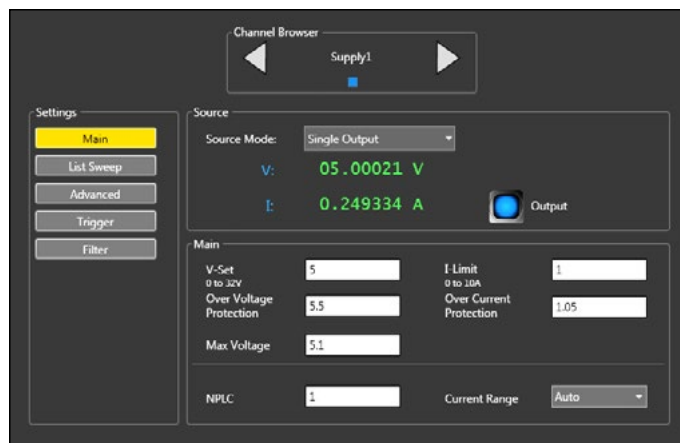 Channel Browser
Supply1
Settings
Main
List Sweep
Advanced
Trigger
Filter
Source
Source Mode: Single Output
V: 05.00021 V
I: 0.249334 A
Output
Main
V-Set 5 I-Limit 1
0 to 32V 0 to 10A
Over Voltage Protection 5.5 Over Current Protection 1.05
Max Voltage 5.1
NPLC 1 Current Range Auto